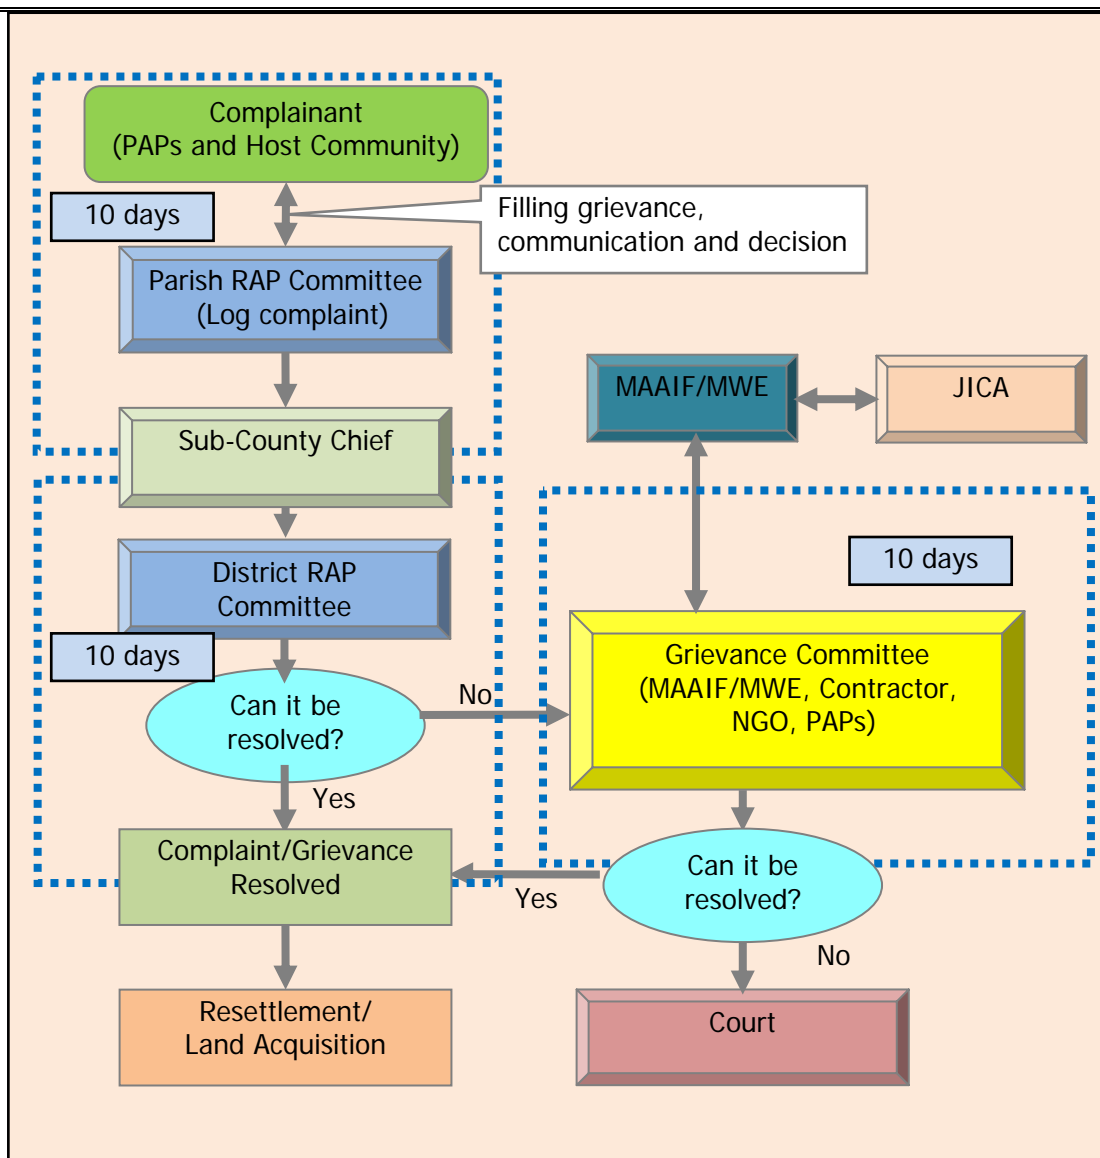 Complainant
(PAPs and Host Community)
10 days
Filling grievance,
communication and decision
Parish RAP Committee
(Log complaint)
MAAIF/MWE
JICA
Sub-County Chief
District RAP
Committee
10 days
10 days
Grievance Committee
(MAAIF/MWE, Contractor,
NGO, PAPs)
Can it be
resolved?
No
Yes
Complaint/Grievance
Resolved
Can it be
resolved?
Yes
No
Resettlement/
Land Acquisition
Court